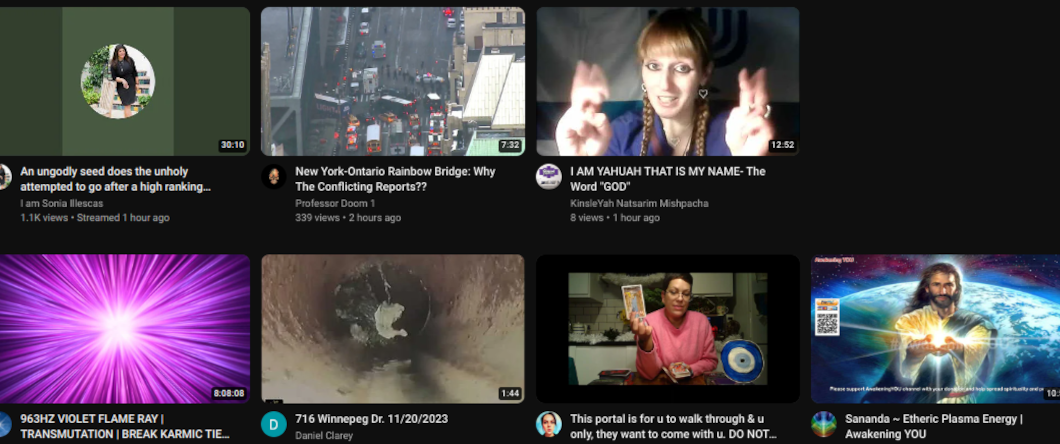 30:10
7:32
12:52
An ungodly seed does the unholy
attempted to go after a high ranking...
I am Sonia Illescas
1.1K views • Streamed 1 hour ago
New York-Ontario Rainbow Bridge: Why
The Conflicting Reports??
Professor Doom 1
339 views • 2 hours ago
I AM YAHUAH THAT IS MY NAME- The
Word "GOD"
KinsleYah Natsarim Mishpacha
8 views • 1 hour ago
Awakening YOU
8:08:08
1:44
Please support AwakeningYOU channel with your
and help spread spirituality and
10:
963HZ VIOLET FLAME RAY |
TRANSMUTATION | BREAK KARMIC TIE...
D
716 Winnepeg Dr. 11/20/2023
Daniel Clarey
This portal is for u to walk through & u
only, they want to come with u. DO NOT...
Sananda ~ Etheric Plasma Energy |
Awakening YOU